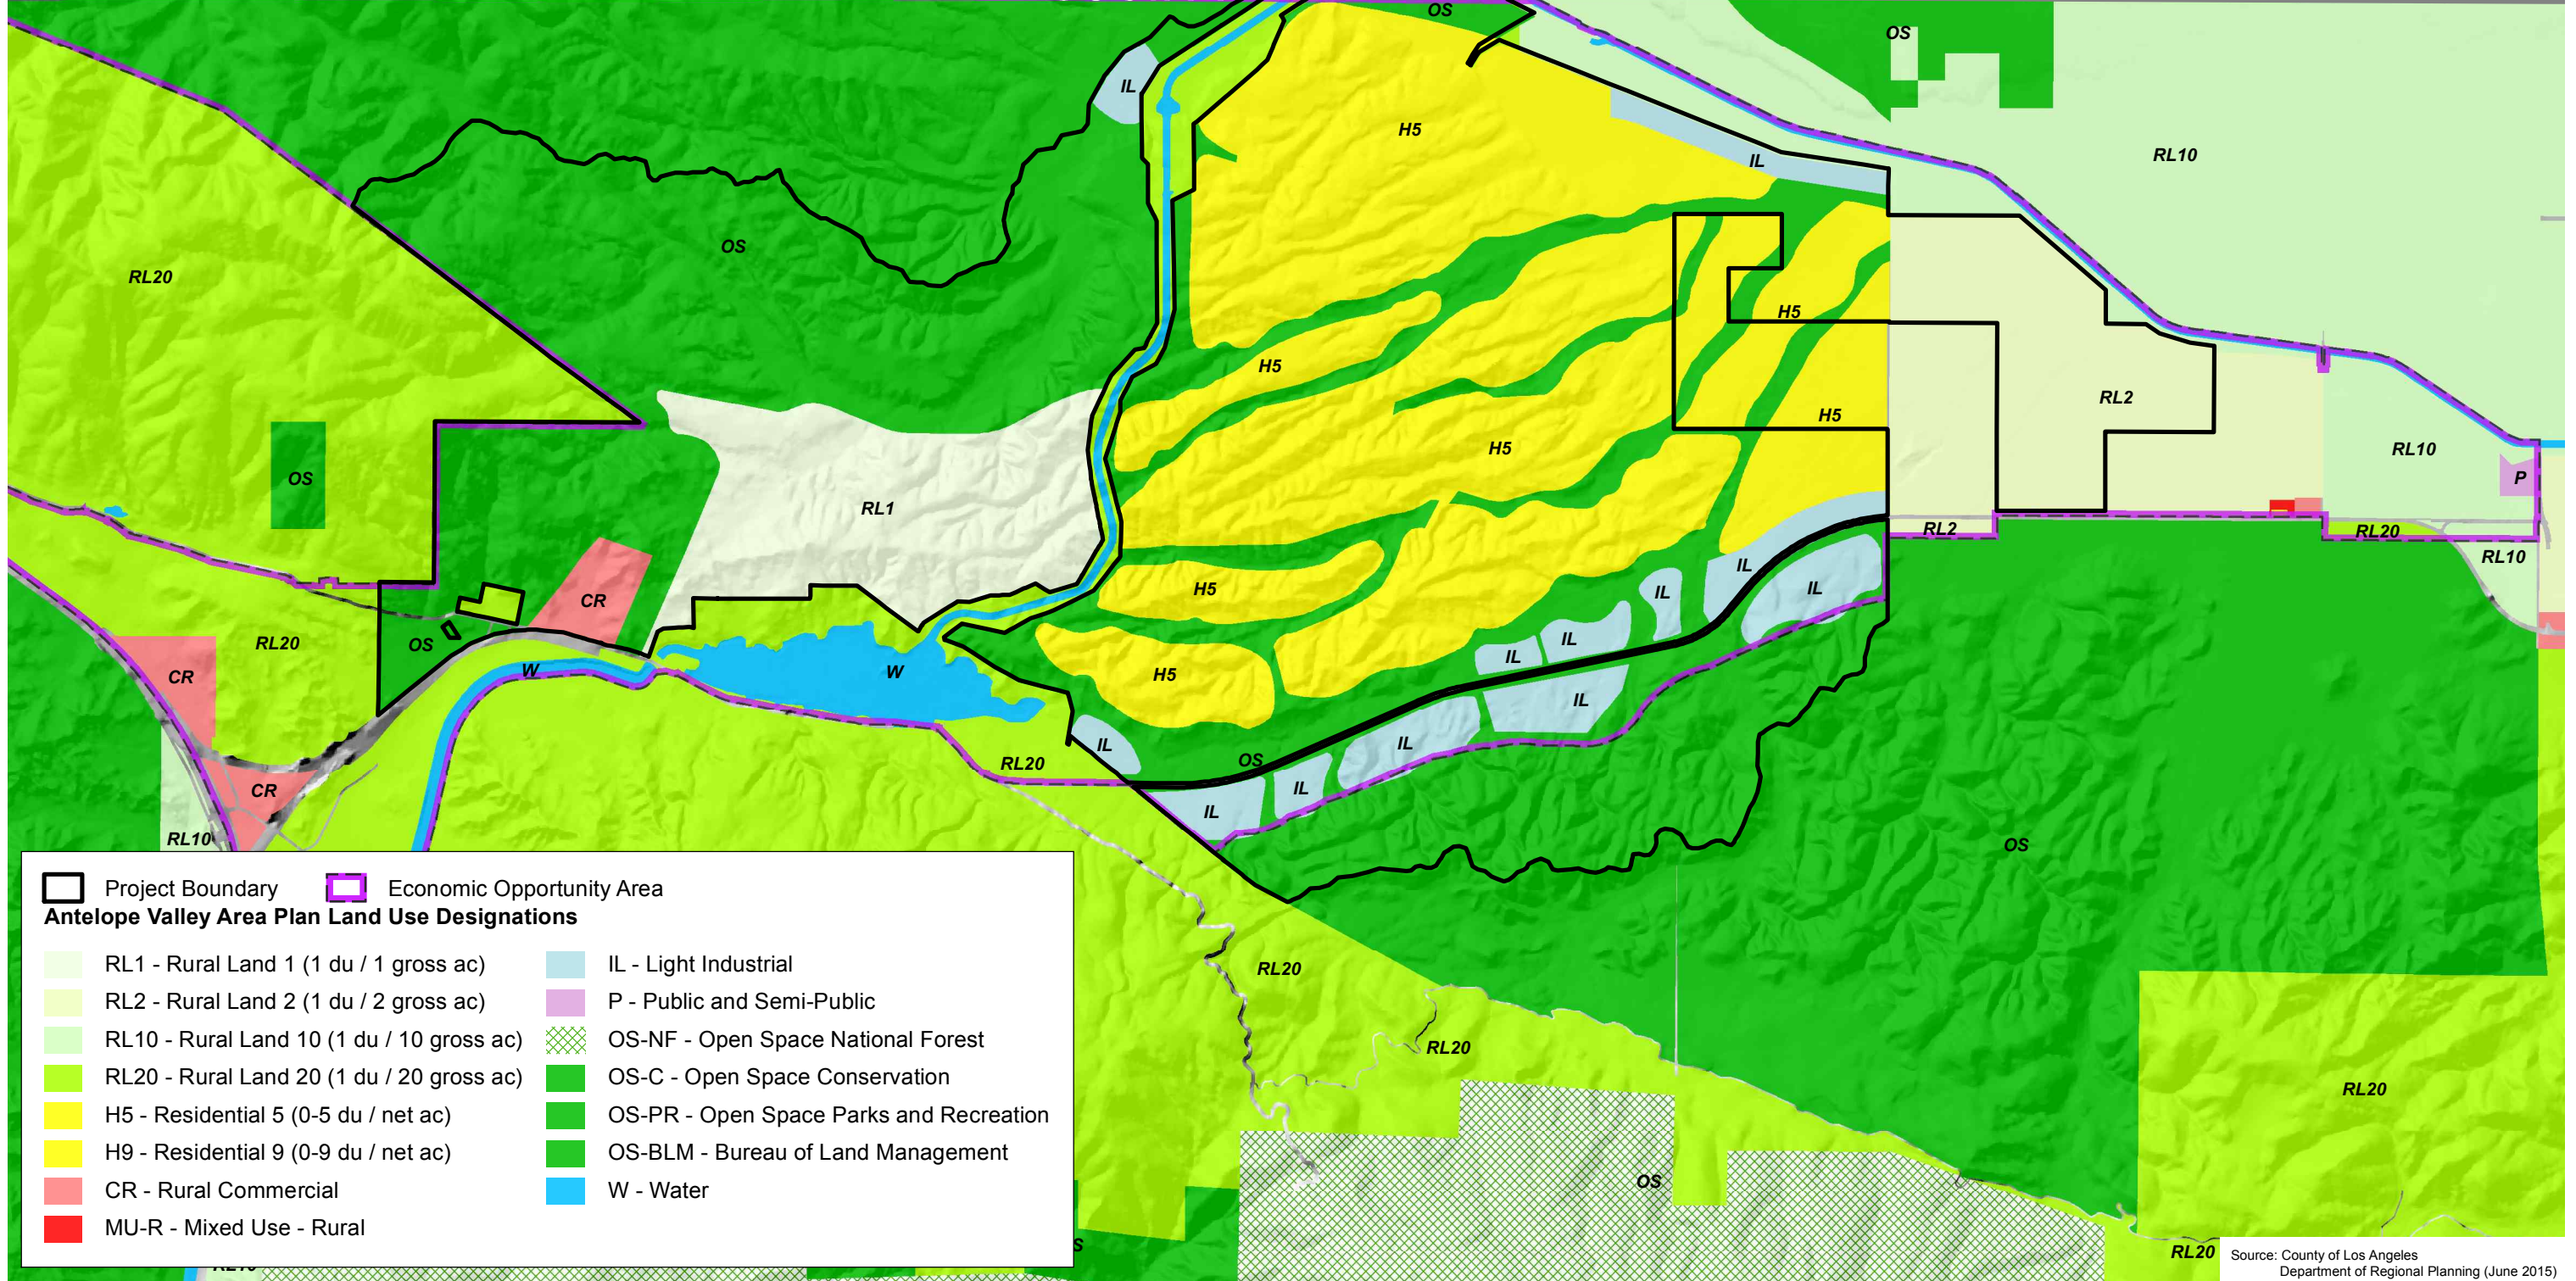 OS
OS
IL
H5
IL
RL10
OS
RL20
H5
H5
RL2
H5
H5
RL10
OS
P
RL1
RL2
RL20
RL10
CR
H5
IL
IL
IL
RL20
OS
IL
IL
CR
W
W
H5
IL
IL
IL
OS
RL20
CR
IL
IL
RL10
OS
Project Boundary
Economic Opportunity Area
Antelope Valley Area Plan Land Use Designations
RL1 - Rural Land 1 (1 du / 1 gross ac)
RL2 - Rural Land 2 (1 du / 2 gross ac)
RL10 - Rural Land 10 (1 du / 10 gross ac)
RL20 - Rural Land 20 (1 du / 20 gross ac)
H5 - Residential 5 (0-5 du / net ac)
H9 - Residential 9 (0-9 du / net ac)
CR - Rural Commercial
MU-R - Mixed Use - Rural
IL - Light Industrial
P - Public and Semi-Public
OS-NF - Open Space National Forest
OS-C - Open Space Conservation
OS-PR - Open Space Parks and Recreation
OS-BLM - Bureau of Land Management
W - Water
RL20
RL20
RL20
OS
RL20
Source: County of Los Angeles
Department of Regional Planning (June 2015)